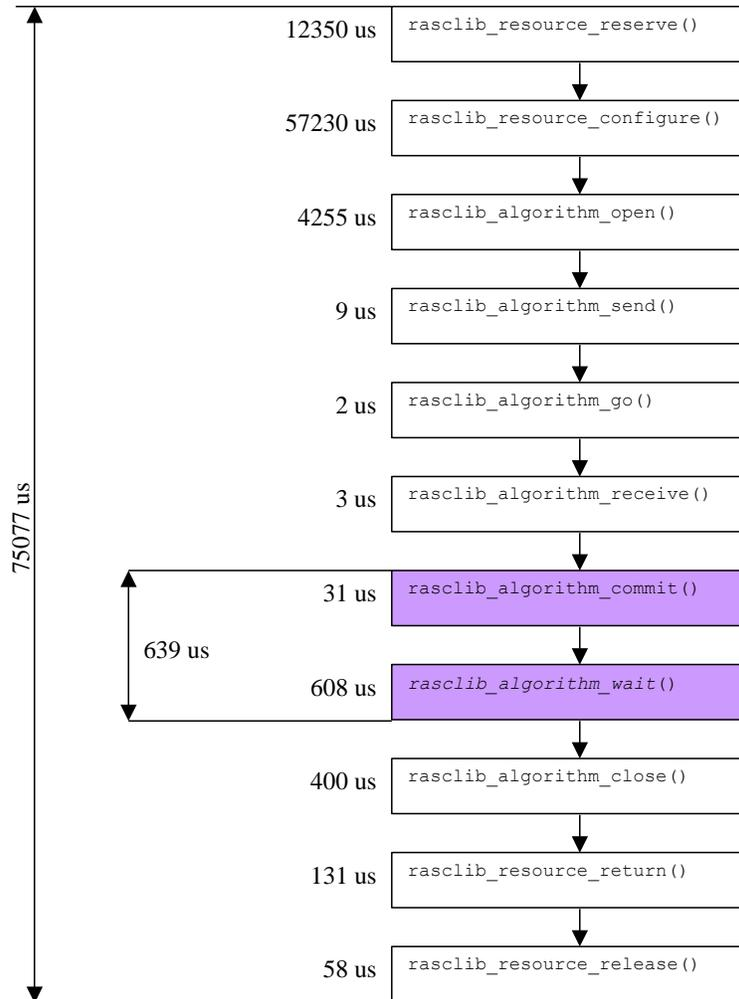 12350 us
rasclib_resource_reserve()
57230 us
rasclib_resource_configure()
4255 us
rasclib_algorithm_open()
9 us
rasclib_algorithm_send()
2 us
rasclib_algorithm_go()
75077 us
3 us
rasclib_algorithm_receive()
31 us
rasclib_algorithm_commit()
639 us
608 us
rasclib_algorithm_wait()
400 us
rasclib_algorithm_close()
131 us
rasclib_resource_return()
58 us
rasclib_resource_release()